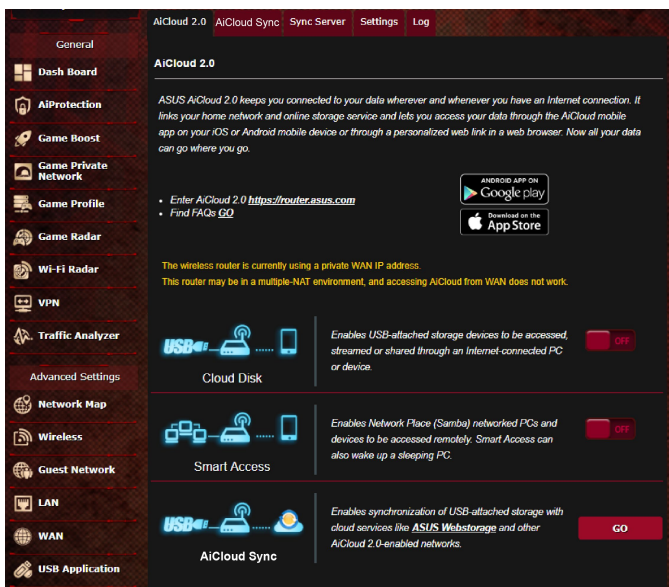 AiCloud 2.0 AiCloud Sync Sync Server Settings Log
General
Dash Board
AiProtection
Game Boost
Game Private
Network
Game Profile
Game Radar
Wi-Fi Radar
VPN
Traffic Analyzer
Advanced Settings
Network Map
Wireless
Guest Network
LAN
WAN
USB Application
AiCloud 2.0
ASUS AiCloud 2.0 keeps you connected to your data wherever and whenever you have an Internet connection. It
links your home network and online storage service and lets you access your data through the AiCloud mobile
app on your iOS or Android mobile device or through a personalized web link in a web browser. Now all your data
can go where you go.
• Enter AiCloud 2.0 https://router.asus.com
• Find FAQs GO
ANDROID APP ON
Google play
Download on the
App Store
The wireless router is currently using a private WAN IP address.
This router may be in a multiple-NAT environment, and accessing AiCloud from WAN does not work.
USB
Cloud Disk
Enables USB-attached storage devices to be accessed,
streamed or shared through an Internet-connected PC
or device.
OFF
Smart Access
Enables Network Place (Samba) networked PCs and
devices to be accessed remotely. Smart Access can
also wake up a sleeping PC.
OFF
USB
AiCloud Sync
Enables synchronization of USB-attached storage with
cloud services like ASUS Webstorage and other
AiCloud 2.0-enabled networks.
GO